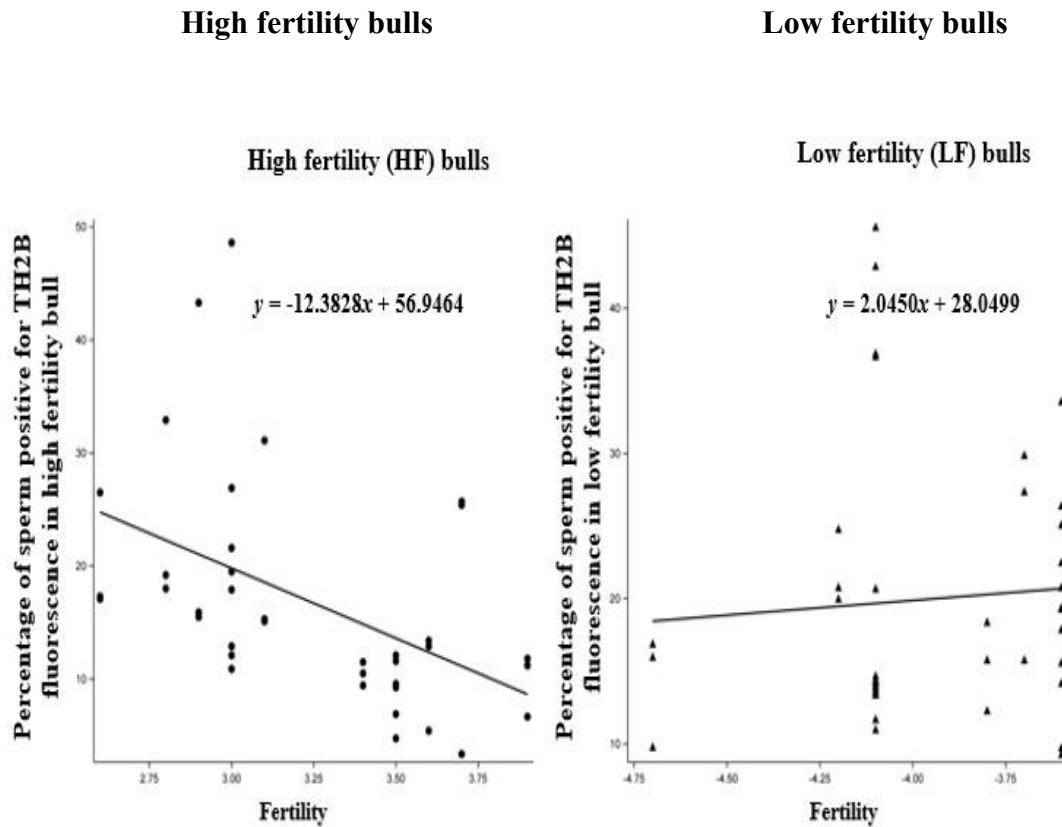 High fertility bulls
Low fertility bulls
High fertility (HF) bulls
Percentage of sperm positive for TH2B
fluorescence in high fertility bull
50
40
30
20
10
y = -12.3828x + 56.9464
2.75
3.00
3.25
3.50
3.75
Fertility
Low fertility (LF) bulls
Percentage of sperm positive for TH2B
fluorescence in low fertility bull
40
30
20
10
y = 2.0450x + 28.0499
-4.75
-4.50
-4.25
-4.00
-3.75
Fertility